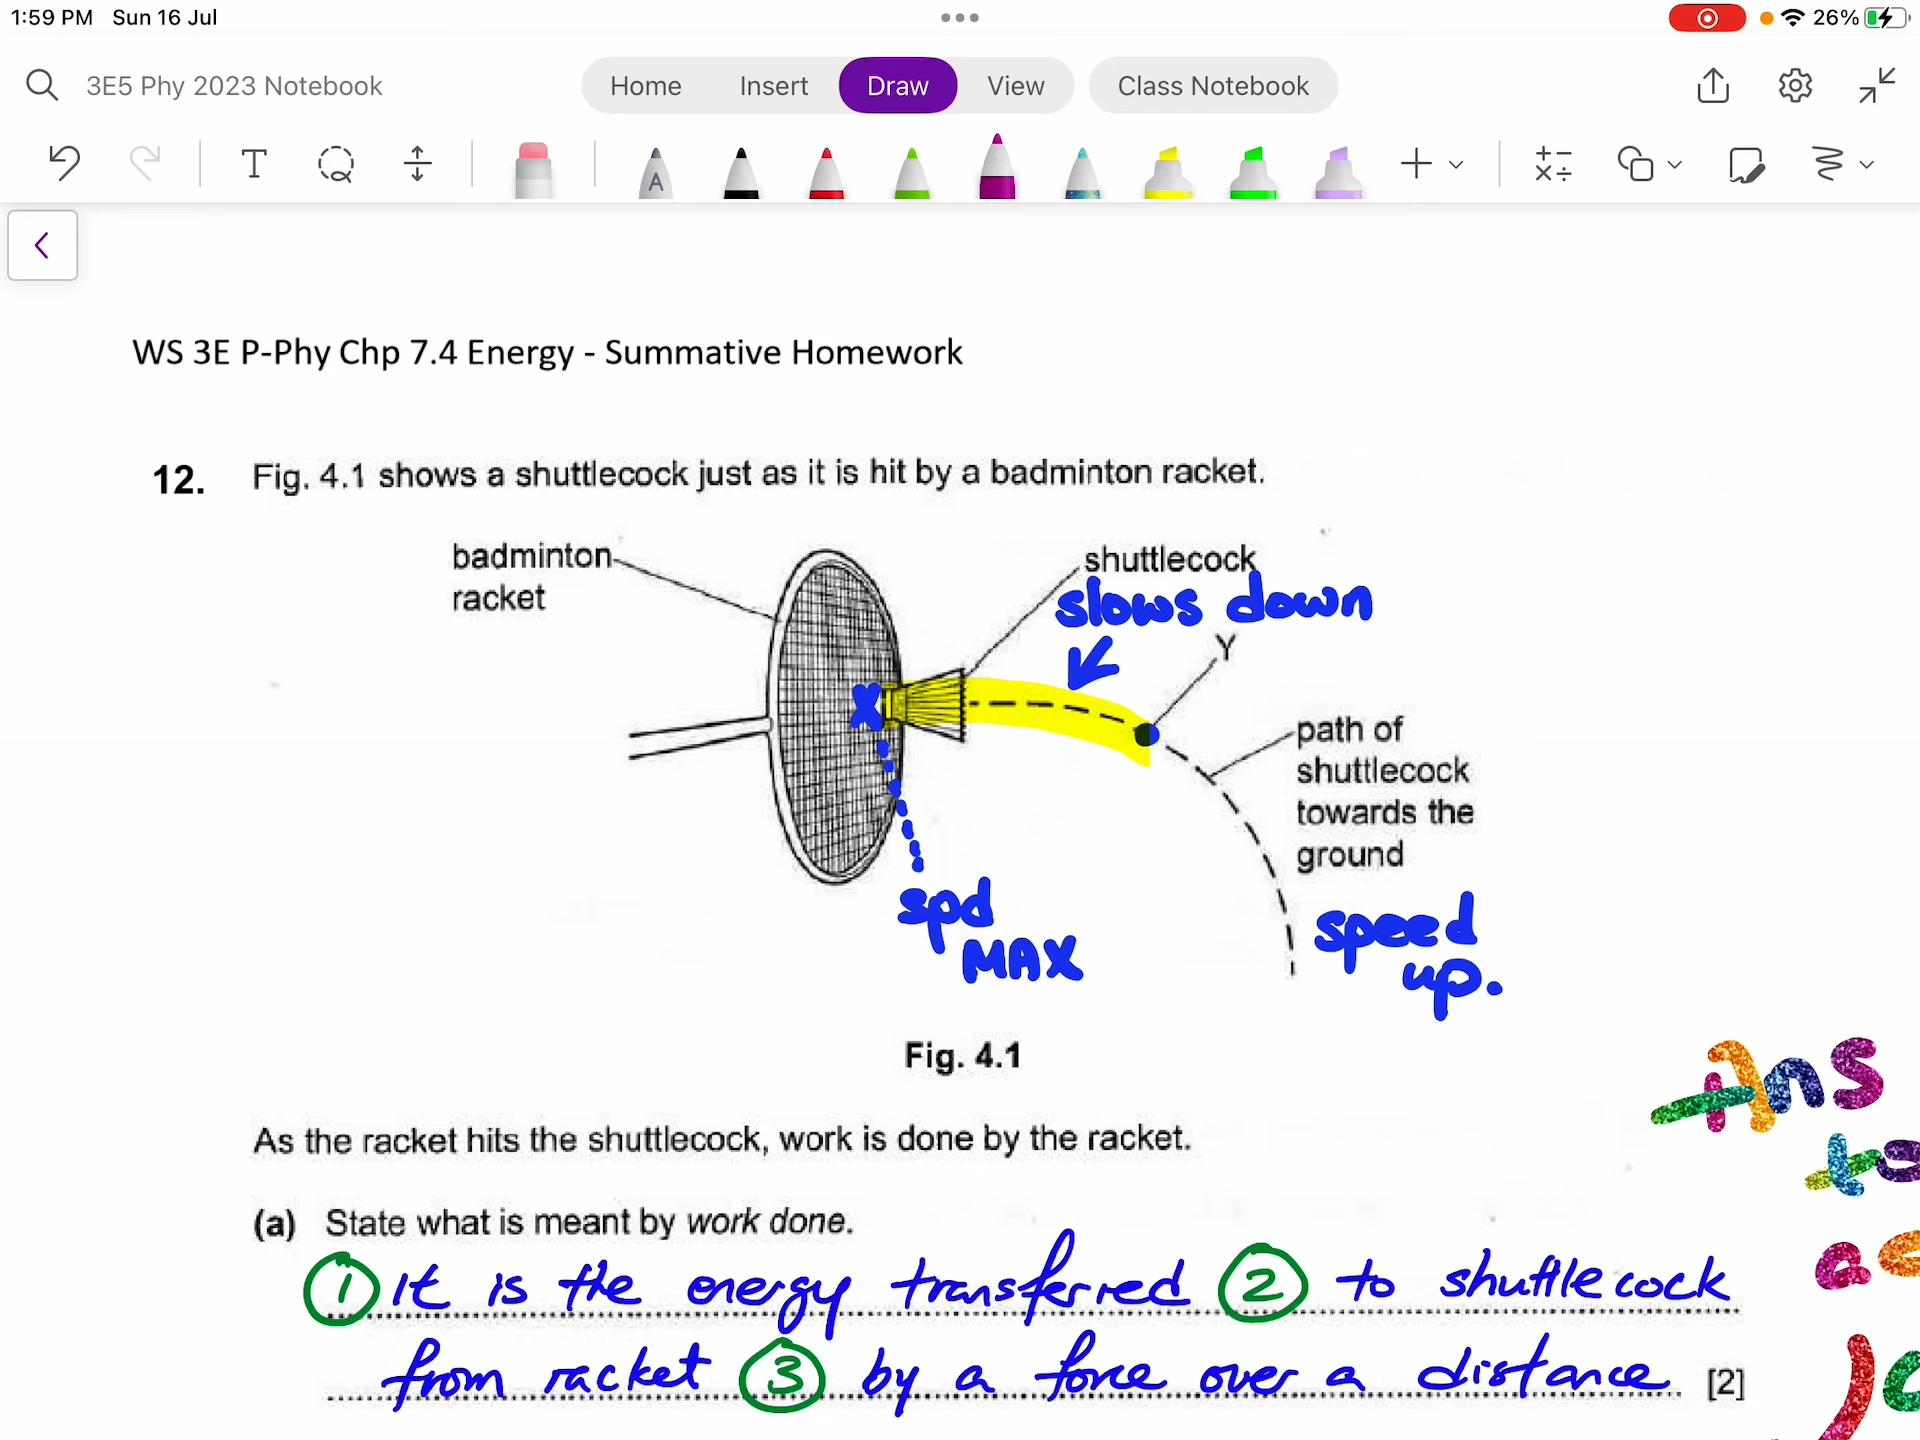 1:59 PM Sun 16 Jul
26%
3E5 Phy 2023 Notebook
Home Insert Draw View Class Notebook
T
A
WS 3E P-Phy Chp 7.4 Energy - Summative Homework
12. Fig. 4.1 shows a shuttlecock just as it is hit by a badminton racket.
badminton
racket
shuttlecock
slows down
Y
X
path of
shuttlecock
towards the
ground
spd
MAX
speed
up.
Fig. 4.1
Ans
As the racket hits the shuttlecock, work is done by the racket.
(a) State what is meant by work done.
① It is the energy transferred ② to shuttlecock
from racket ③ by a force over a distance [2]